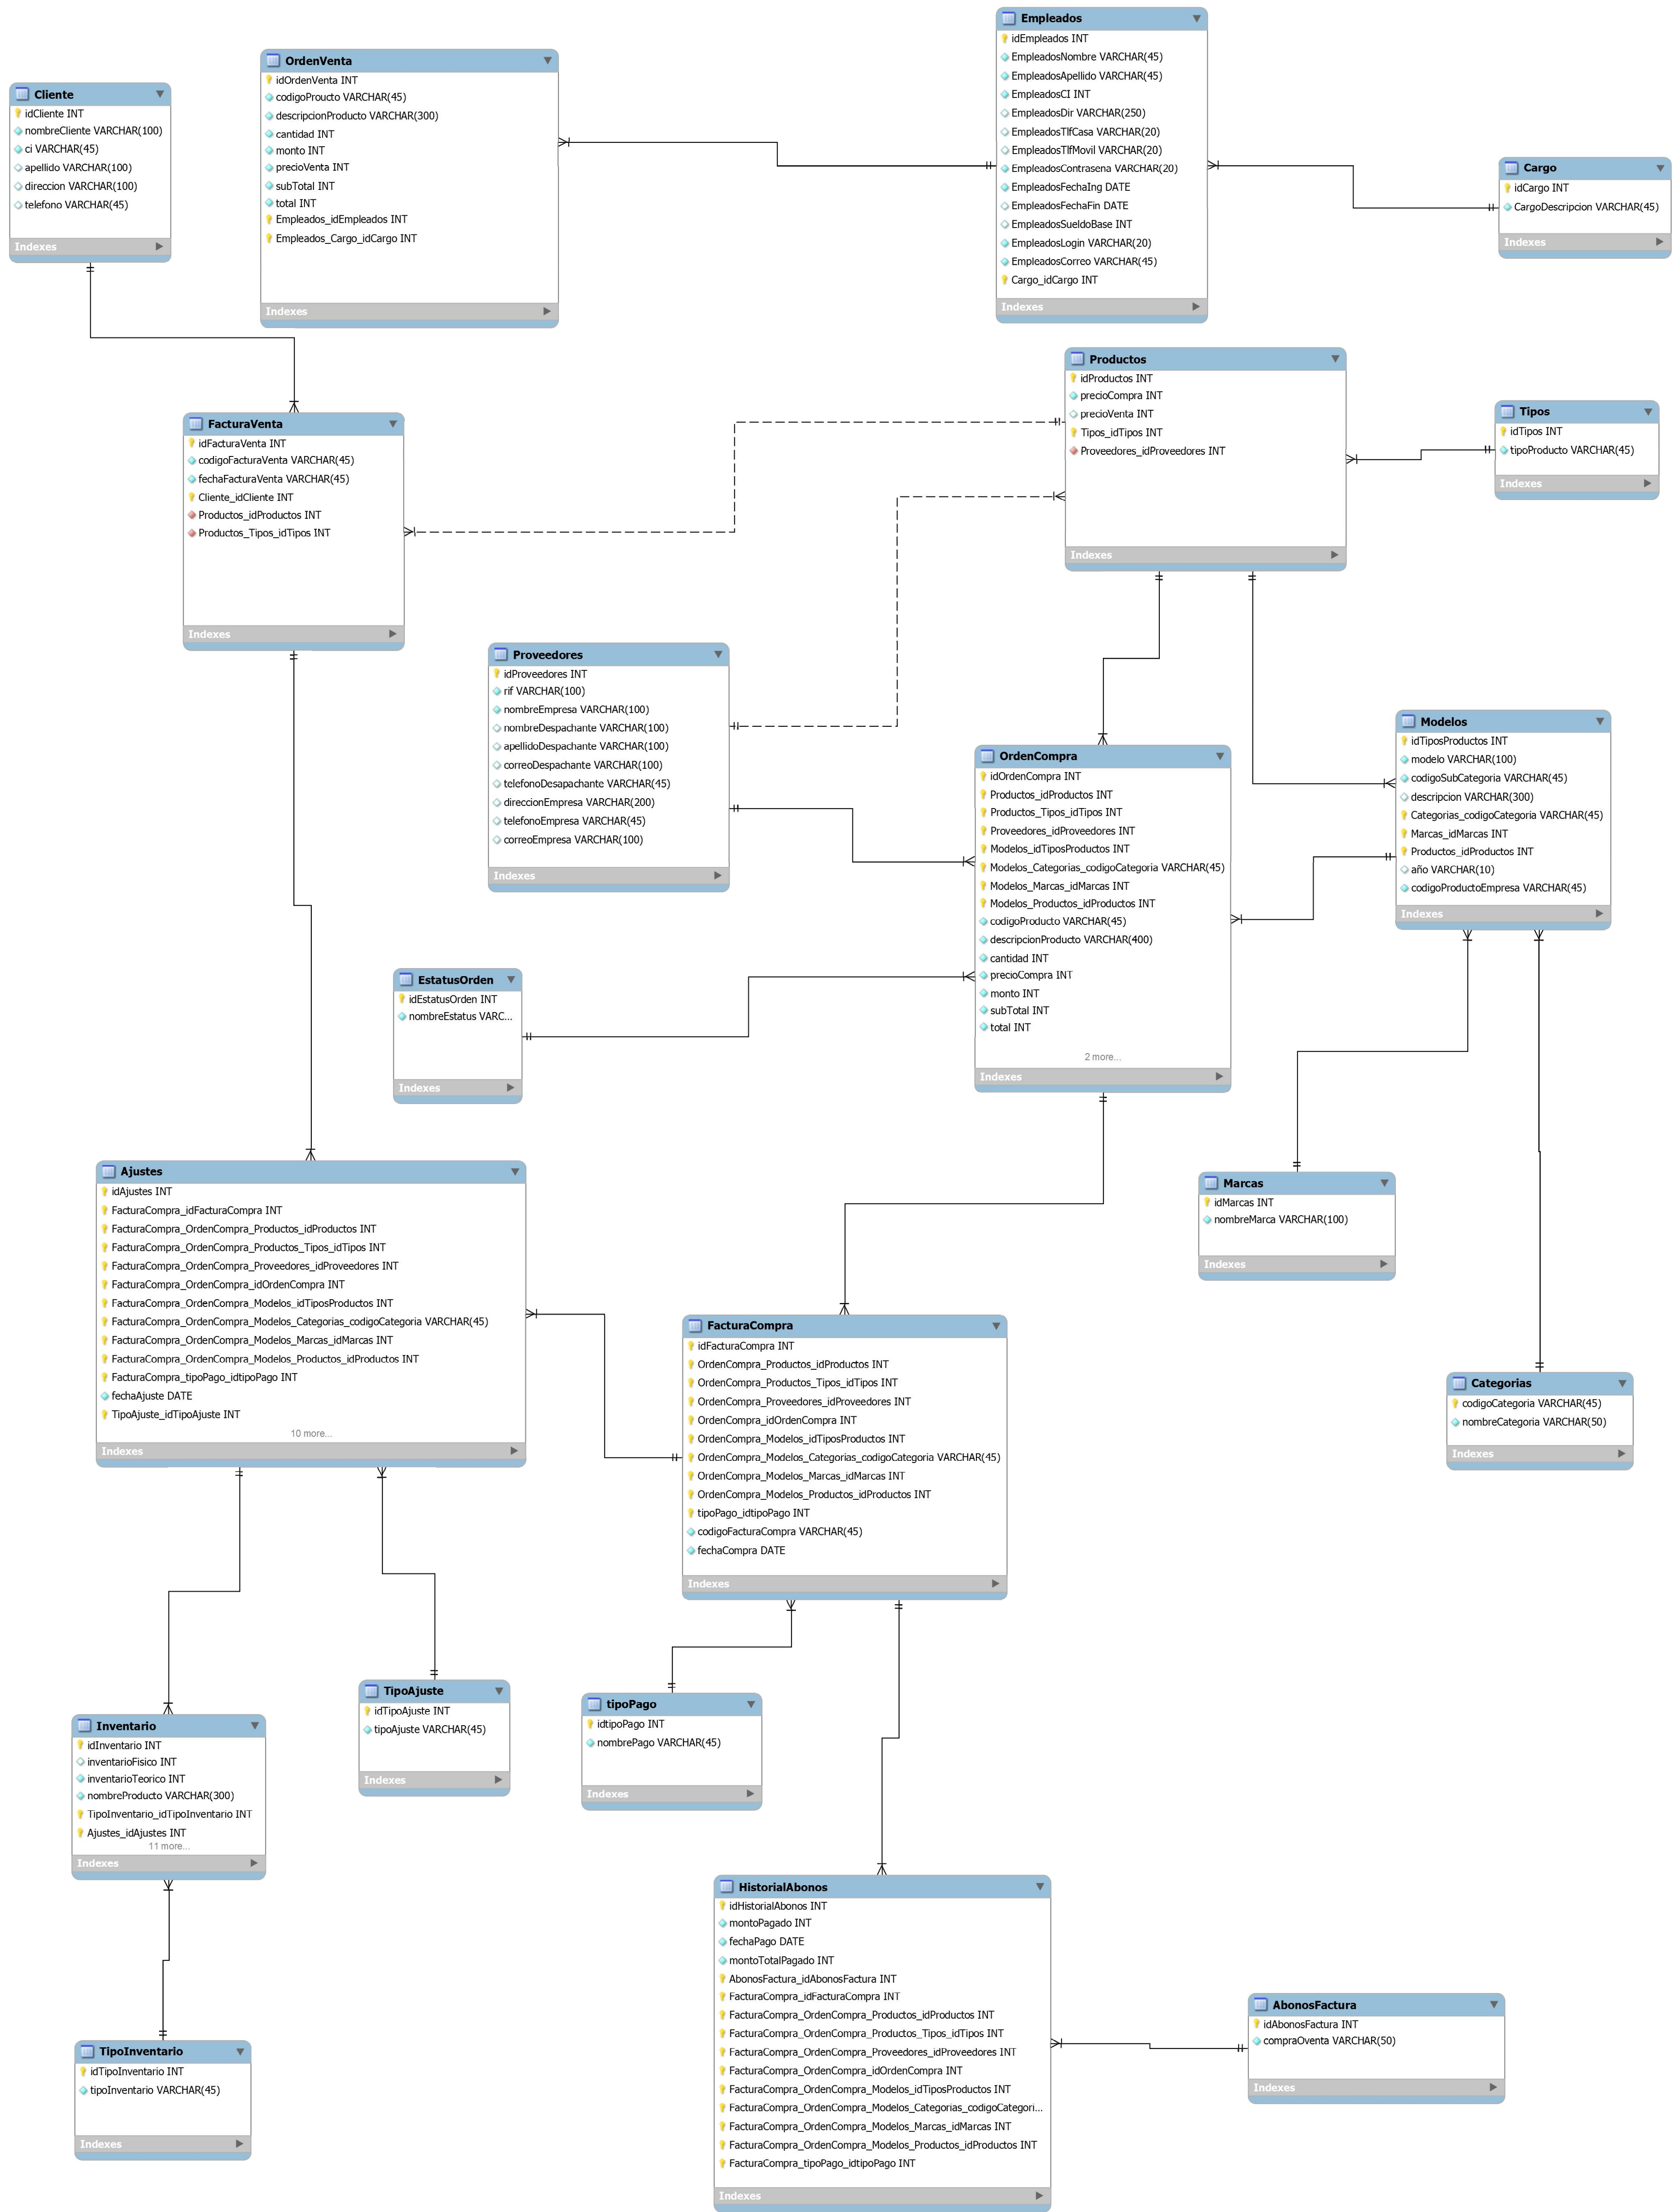 Empleados
idEmpleados INT
EmpleadosNombre VARCHAR(45)
EmpleadosApellido VARCHAR(45)
EmpleadosCI INT
EmpleadosDir VARCHAR(250)
EmpleadosTlfCasa VARCHAR(20)
EmpleadosTlfMovil VARCHAR(20)
EmpleadosContrasena VARCHAR(20)
EmpleadosFechaIng DATE
EmpleadosFechaFin DATE
EmpleadosSueldoBase INT
EmpleadosLogin VARCHAR(20)
EmpleadosCorreo VARCHAR(45)
Cargo_idCargo INT
Indexes
OrdenVenta
idOrdenVenta INT
codigoProucto VARCHAR(45)
descripcionProducto VARCHAR(300)
cantidad INT
monto INT
precioVenta INT
subTotal INT
total INT
Empleados_idEmpleados INT
Empleados_Cargo_idCargo INT
Indexes
Cliente
idCliente INT
nombreCliente VARCHAR(100)
ci VARCHAR(45)
apellido VARCHAR(100)
direccion VARCHAR(100)
telefono VARCHAR(45)
Indexes
Cargo
idCargo INT
CargoDescripcion VARCHAR(45)
Indexes
Productos
idProductos INT
precioCompra INT
precioVenta INT
Tipos_idTipos INT
Proveedores_idProveedores INT
Indexes
Tipos
idTipos INT
tipoProducto VARCHAR(45)
Indexes
FacturaVenta
idFacturaVenta INT
codigoFacturaVenta VARCHAR(45)
fechaFacturaVenta VARCHAR(45)
Cliente_idCliente INT
Productos_idProductos INT
Productos_Tipos_idTipos INT
Indexes
Proveedores
idProveedores INT
rif VARCHAR(100)
nombreEmpresa VARCHAR(100)
nombreDespachante VARCHAR(100)
apellidoDespachante VARCHAR(100)
correoDespachante VARCHAR(100)
telefonoDesapachante VARCHAR(45)
direccionEmpresa VARCHAR(200)
telefonoEmpresa VARCHAR(45)
correoEmpresa VARCHAR(100)
Indexes
Modelos
idTiposProductos INT
modelo VARCHAR(100)
codigoSubCategoria VARCHAR(45)
descripcion VARCHAR(300)
Categorias_codigoCategoria VARCHAR(45)
Marcas_idMarcas INT
Productos_idProductos INT
año VARCHAR(10)
codigoProductoEmpresa VARCHAR(45)
Indexes
OrdenCompra
idOrdenCompra INT
Productos_idProductos INT
Productos_Tipos_idTipos INT
Proveedores_idProveedores INT
Modelos_idTiposProductos INT
Modelos_Categorias_codigoCategoria VARCHAR(45)
Modelos_Marcas_idMarcas INT
Modelos_Productos_idProductos INT
codigoProducto VARCHAR(45)
descripcionProducto VARCHAR(400)
cantidad INT
precioCompra INT
monto INT
subTotal INT
total INT
2 more...
Indexes
EstatusOrden
idEstatusOrden INT
nombreEstatus VARC...
Indexes
Ajustes
idAjustes INT
FacturaCompra_idFacturaCompra INT
FacturaCompra_OrdenCompra_Productos_idProductos INT
FacturaCompra_OrdenCompra_Productos_Tipos_idTipos INT
FacturaCompra_OrdenCompra_Proveedores_idProveedores INT
FacturaCompra_OrdenCompra_idOrdenCompra INT
FacturaCompra_OrdenCompra_Modelos_idTiposProductos INT
FacturaCompra_OrdenCompra_Modelos_Categorias_codigoCategoria VARCHAR(45)
FacturaCompra_OrdenCompra_Modelos_Marcas_idMarcas INT
FacturaCompra_OrdenCompra_Modelos_Productos_idProductos INT
FacturaCompra_tipoPago_idtipoPago INT
fechaAjuste DATE
TipoAjuste_idTipoAjuste INT
10 more...
Indexes
Marcas
idMarcas INT
nombreMarca VARCHAR(100)
Indexes
FacturaCompra
idFacturaCompra INT
OrdenCompra_Productos_idProductos INT
OrdenCompra_Productos_Tipos_idTipos INT
OrdenCompra_Proveedores_idProveedores INT
OrdenCompra_idOrdenCompra INT
OrdenCompra_Modelos_idTiposProductos INT
OrdenCompra_Modelos_Categorias_codigoCategoria VARCHAR(45)
OrdenCompra_Modelos_Marcas_idMarcas INT
OrdenCompra_Modelos_Productos_idProductos INT
tipoPago_idtipoPago INT
codigoFacturaCompra VARCHAR(45)
fechaCompra DATE
Indexes
Categorias
codigoCategoria VARCHAR(45)
nombreCategoria VARCHAR(50)
Indexes
TipoAjuste
idTipoAjuste INT
tipoAjuste VARCHAR(45)
Indexes
tipoPago
idtipoPago INT
nombrePago VARCHAR(45)
Indexes
Inventario
idInventario INT
inventarioFisico INT
inventarioTeorico INT
nombreProducto VARCHAR(300)
TipoInventario_idTipoInventario INT
Ajustes_idAjustes INT
11 more...
Indexes
HistorialAbonos
idHistorialAbonos INT
montoPagado INT
fechaPago DATE
montoTotalPagado INT
AbonosFactura_idAbonosFactura INT
FacturaCompra_idFacturaCompra INT
FacturaCompra_OrdenCompra_Productos_idProductos INT
FacturaCompra_OrdenCompra_Productos_Tipos_idTipos INT
FacturaCompra_OrdenCompra_Proveedores_idProveedores INT
FacturaCompra_OrdenCompra_idOrdenCompra INT
FacturaCompra_OrdenCompra_Modelos_idTiposProductos INT
FacturaCompra_OrdenCompra_Modelos_Categorias_codigoCategori...
FacturaCompra_OrdenCompra_Modelos_Marcas_idMarcas INT
FacturaCompra_OrdenCompra_Modelos_Productos_idProductos INT
FacturaCompra_tipoPago_idtipoPago INT
Indexes
AbonosFactura
idAbonosFactura INT
compraOventa VARCHAR(50)
Indexes
TipoInventario
idTipoInventario INT
tipoInventario VARCHAR(45)
Indexes